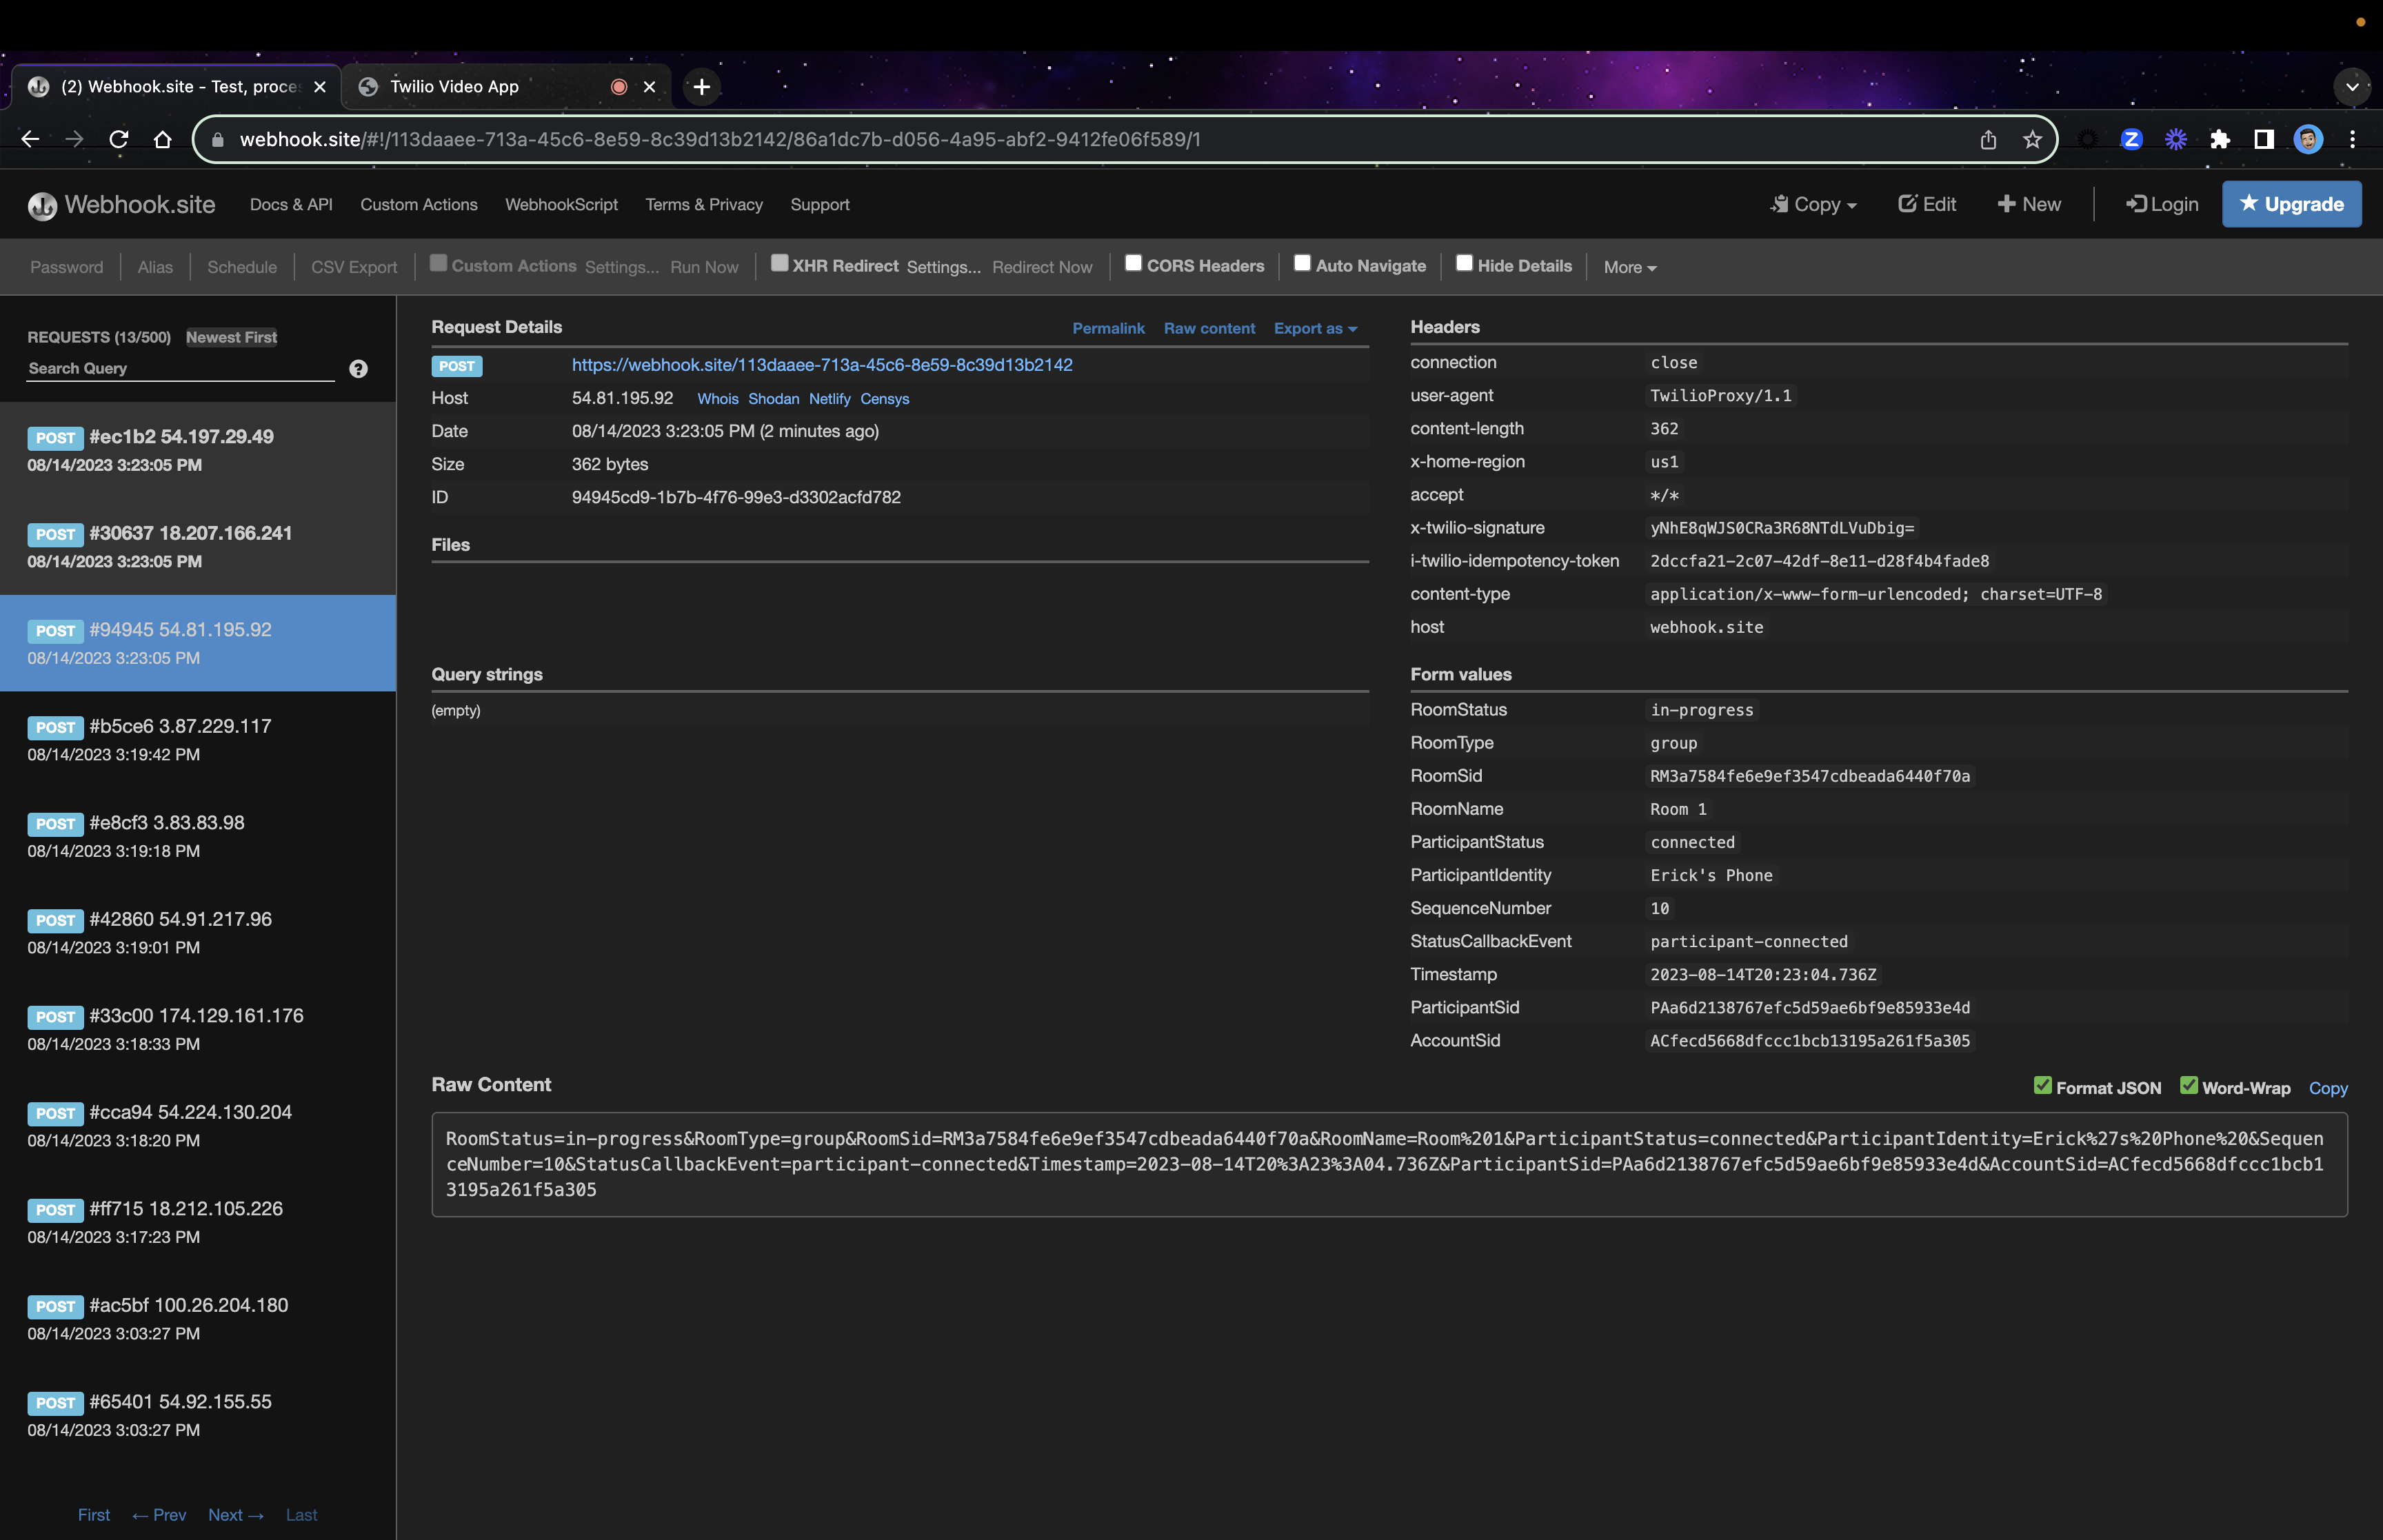 (2) Webhook.site - Test, proces
Twilio Video App
webhook.site/#!/113daaee-713a-45c6-8e59-8c39d13b2142/86a1dc7b-d056-4a95-abf2-9412fe06f589/1
Webhook.site Docs & API Custom Actions WebhookScript Terms & Privacy Support Copy Edit New Login Upgrade
Password Alias Schedule CSV Export Custom Actions Settings... Run Now XHR Redirect Settings... Redirect Now CORS Headers Auto Navigate Hide Details More
REQUESTS (13/500) Newest First
Search Query
POST #ec1b2 54.197.29.49
08/14/2023 3:23:05 PM
POST #30637 18.207.166.241
08/14/2023 3:23:05 PM
POST #94945 54.81.195.92
08/14/2023 3:23:05 PM
POST #b5ce6 3.87.229.117
08/14/2023 3:19:42 PM
POST #e8cf3 3.83.83.98
08/14/2023 3:19:18 PM
POST #42860 54.91.217.96
08/14/2023 3:19:01 PM
POST #33c00 174.129.161.176
08/14/2023 3:18:33 PM
POST #cca94 54.224.130.204
08/14/2023 3:18:20 PM
POST #ff715 18.212.105.226
08/14/2023 3:17:23 PM
POST #ac5bf 100.26.204.180
08/14/2023 3:03:27 PM
POST #65401 54.92.155.55
08/14/2023 3:03:27 PM
First ← Prev Next → Last
Request Details Permalink Raw content Export as
POST https://webhook.site/113daaee-713a-45c6-8e59-8c39d13b2142
Host 54.81.195.92 Whois Shodan Netlify Censys
Date 08/14/2023 3:23:05 PM (2 minutes ago)
Size 362 bytes
ID 94945cd9-1b7b-4f76-99e3-d3302acfd782
Files
Query strings
(empty)
Headers
connection close
user-agent TwilioProxy/1.1
content-length 362
x-home-region us1
accept */*
x-twilio-signature yNhE8qWJS0CRa3R68NTdLVuDbig=
i-twilio-idempotency-token 2dccfa21-2c07-42df-8e11-d28f4b4fade8
content-type application/x-www-form-urlencoded; charset=UTF-8
host webhook.site
Form values
RoomStatus in-progress
RoomType group
RoomSid RM3a7584fe6e9ef3547cdbeada6440f70a
RoomName Room 1
ParticipantStatus connected
ParticipantIdentity Erick's Phone
SequenceNumber 10
StatusCallbackEvent participant-connected
Timestamp 2023-08-14T20:23:04.736Z
ParticipantSid PAa6d2138767efc5d59ae6bf9e85933e4d
AccountSid ACfecd5668dfccc1bcb13195a261f5a305
Raw Content Format JSON Word-Wrap Copy
RoomStatus=in-progress&RoomType=group&RoomSid=RM3a7584fe6e9ef3547cdbeada6440f70a&RoomName=Room%201&ParticipantStatus=connected&ParticipantIdentity=Erick%27s%20Phone%20&Sequen
ceNumber=10&StatusCallbackEvent=participant-connected&Timestamp=2023-08-14T20%3A23%3A04.736Z&ParticipantSid=PAa6d2138767efc5d59ae6bf9e85933e4d&AccountSid=ACfecd5668dfccc1bcb1
3195a261f5a305